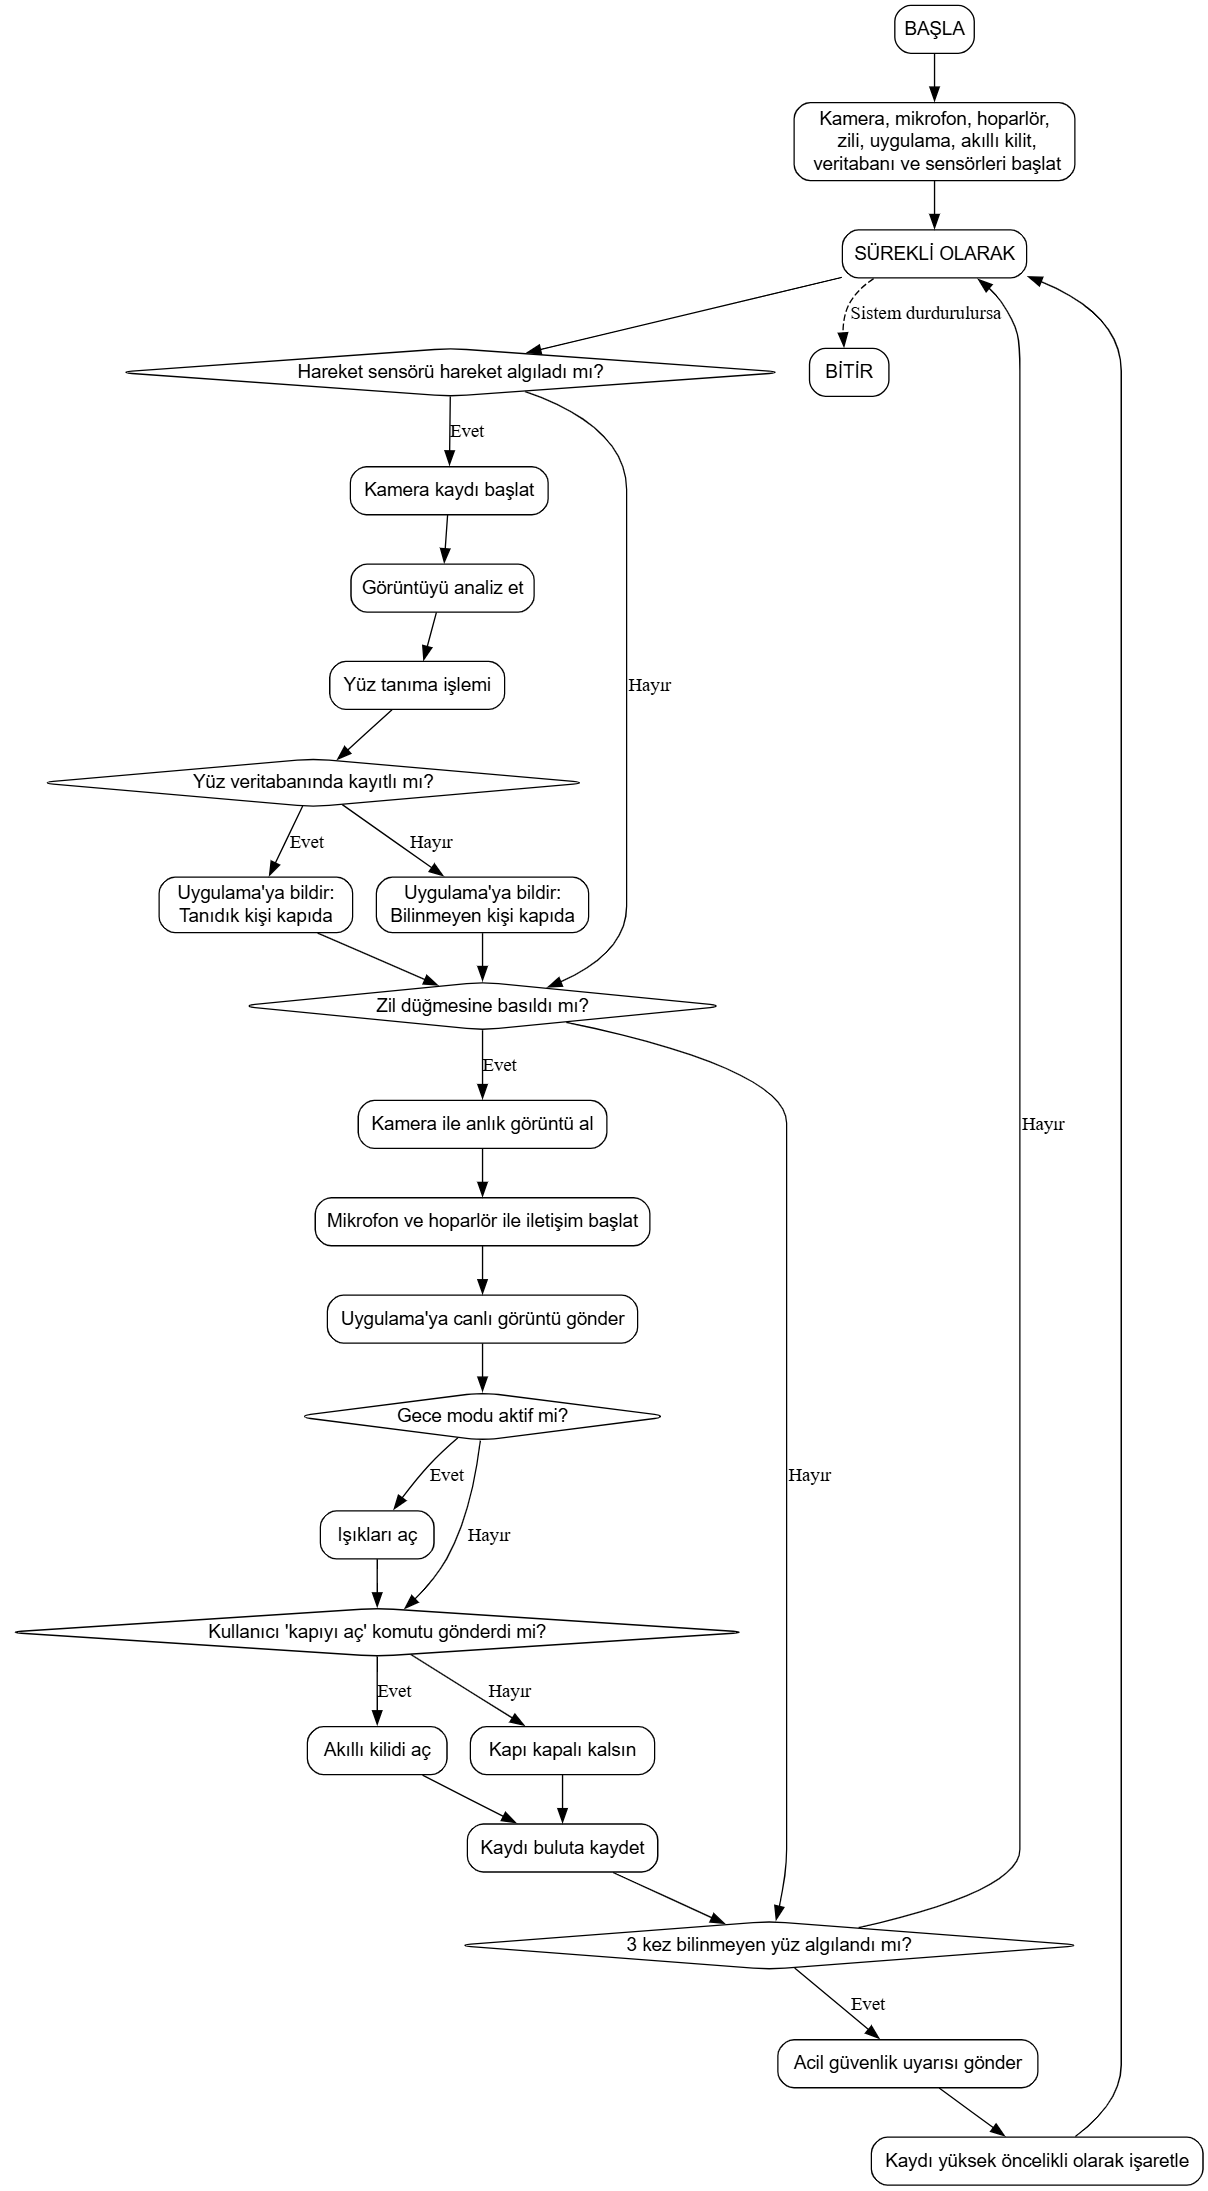 BAŞLA
Kamera, mikrofon, hoparlör,
zili, uygulama, akıllı kilit,
veritabanı ve sensörleri başlat
SÜREKLİ OLARAK
Sistem durdurulursa
Hareket sensörü hareket algıladı mı?
BİTİR
Evet
Kamera kaydı başlat
Görüntüyü analiz et
Yüz tanıma işlemi
Hayır
Yüz veritabanında kayıtlı mı?
Evet
Hayır
Uygulama'ya bildir:
Tanıdık kişi kapıda
Uygulama'ya bildir:
Bilinmeyen kişi kapıda
Zil düğmesine basıldı mı?
Evet
Kamera ile anlık görüntü al
Hayır
Mikrofon ve hoparlör ile iletişim başlat
Uygulama'ya canlı görüntü gönder
Gece modu aktif mi?
Evet
Hayır
Işıkları aç
Hayır
Kullanıcı 'kapıyı aç' komutu gönderdi mi?
Evet
Hayır
Akıllı kilidi aç
Kapı kapalı kalsın
Kaydı buluta kaydet
3 kez bilinmeyen yüz algılandı mı?
Evet
Acil güvenlik uyarısı gönder
Kaydı yüksek öncelikli olarak işaretle